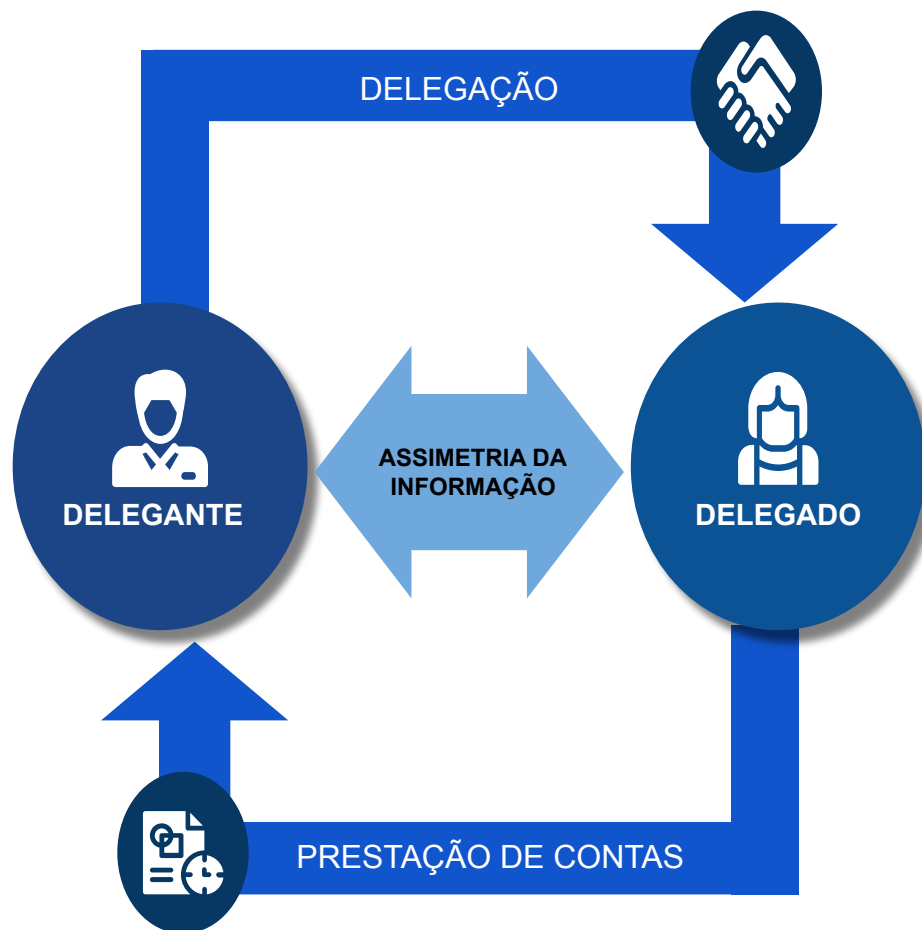 DELEGAÇÃO
ASSIMETRIA DA
INFORMAÇÃO
DELEGANTE
DELEGADO
PRESTAÇÃO DE CONTAS